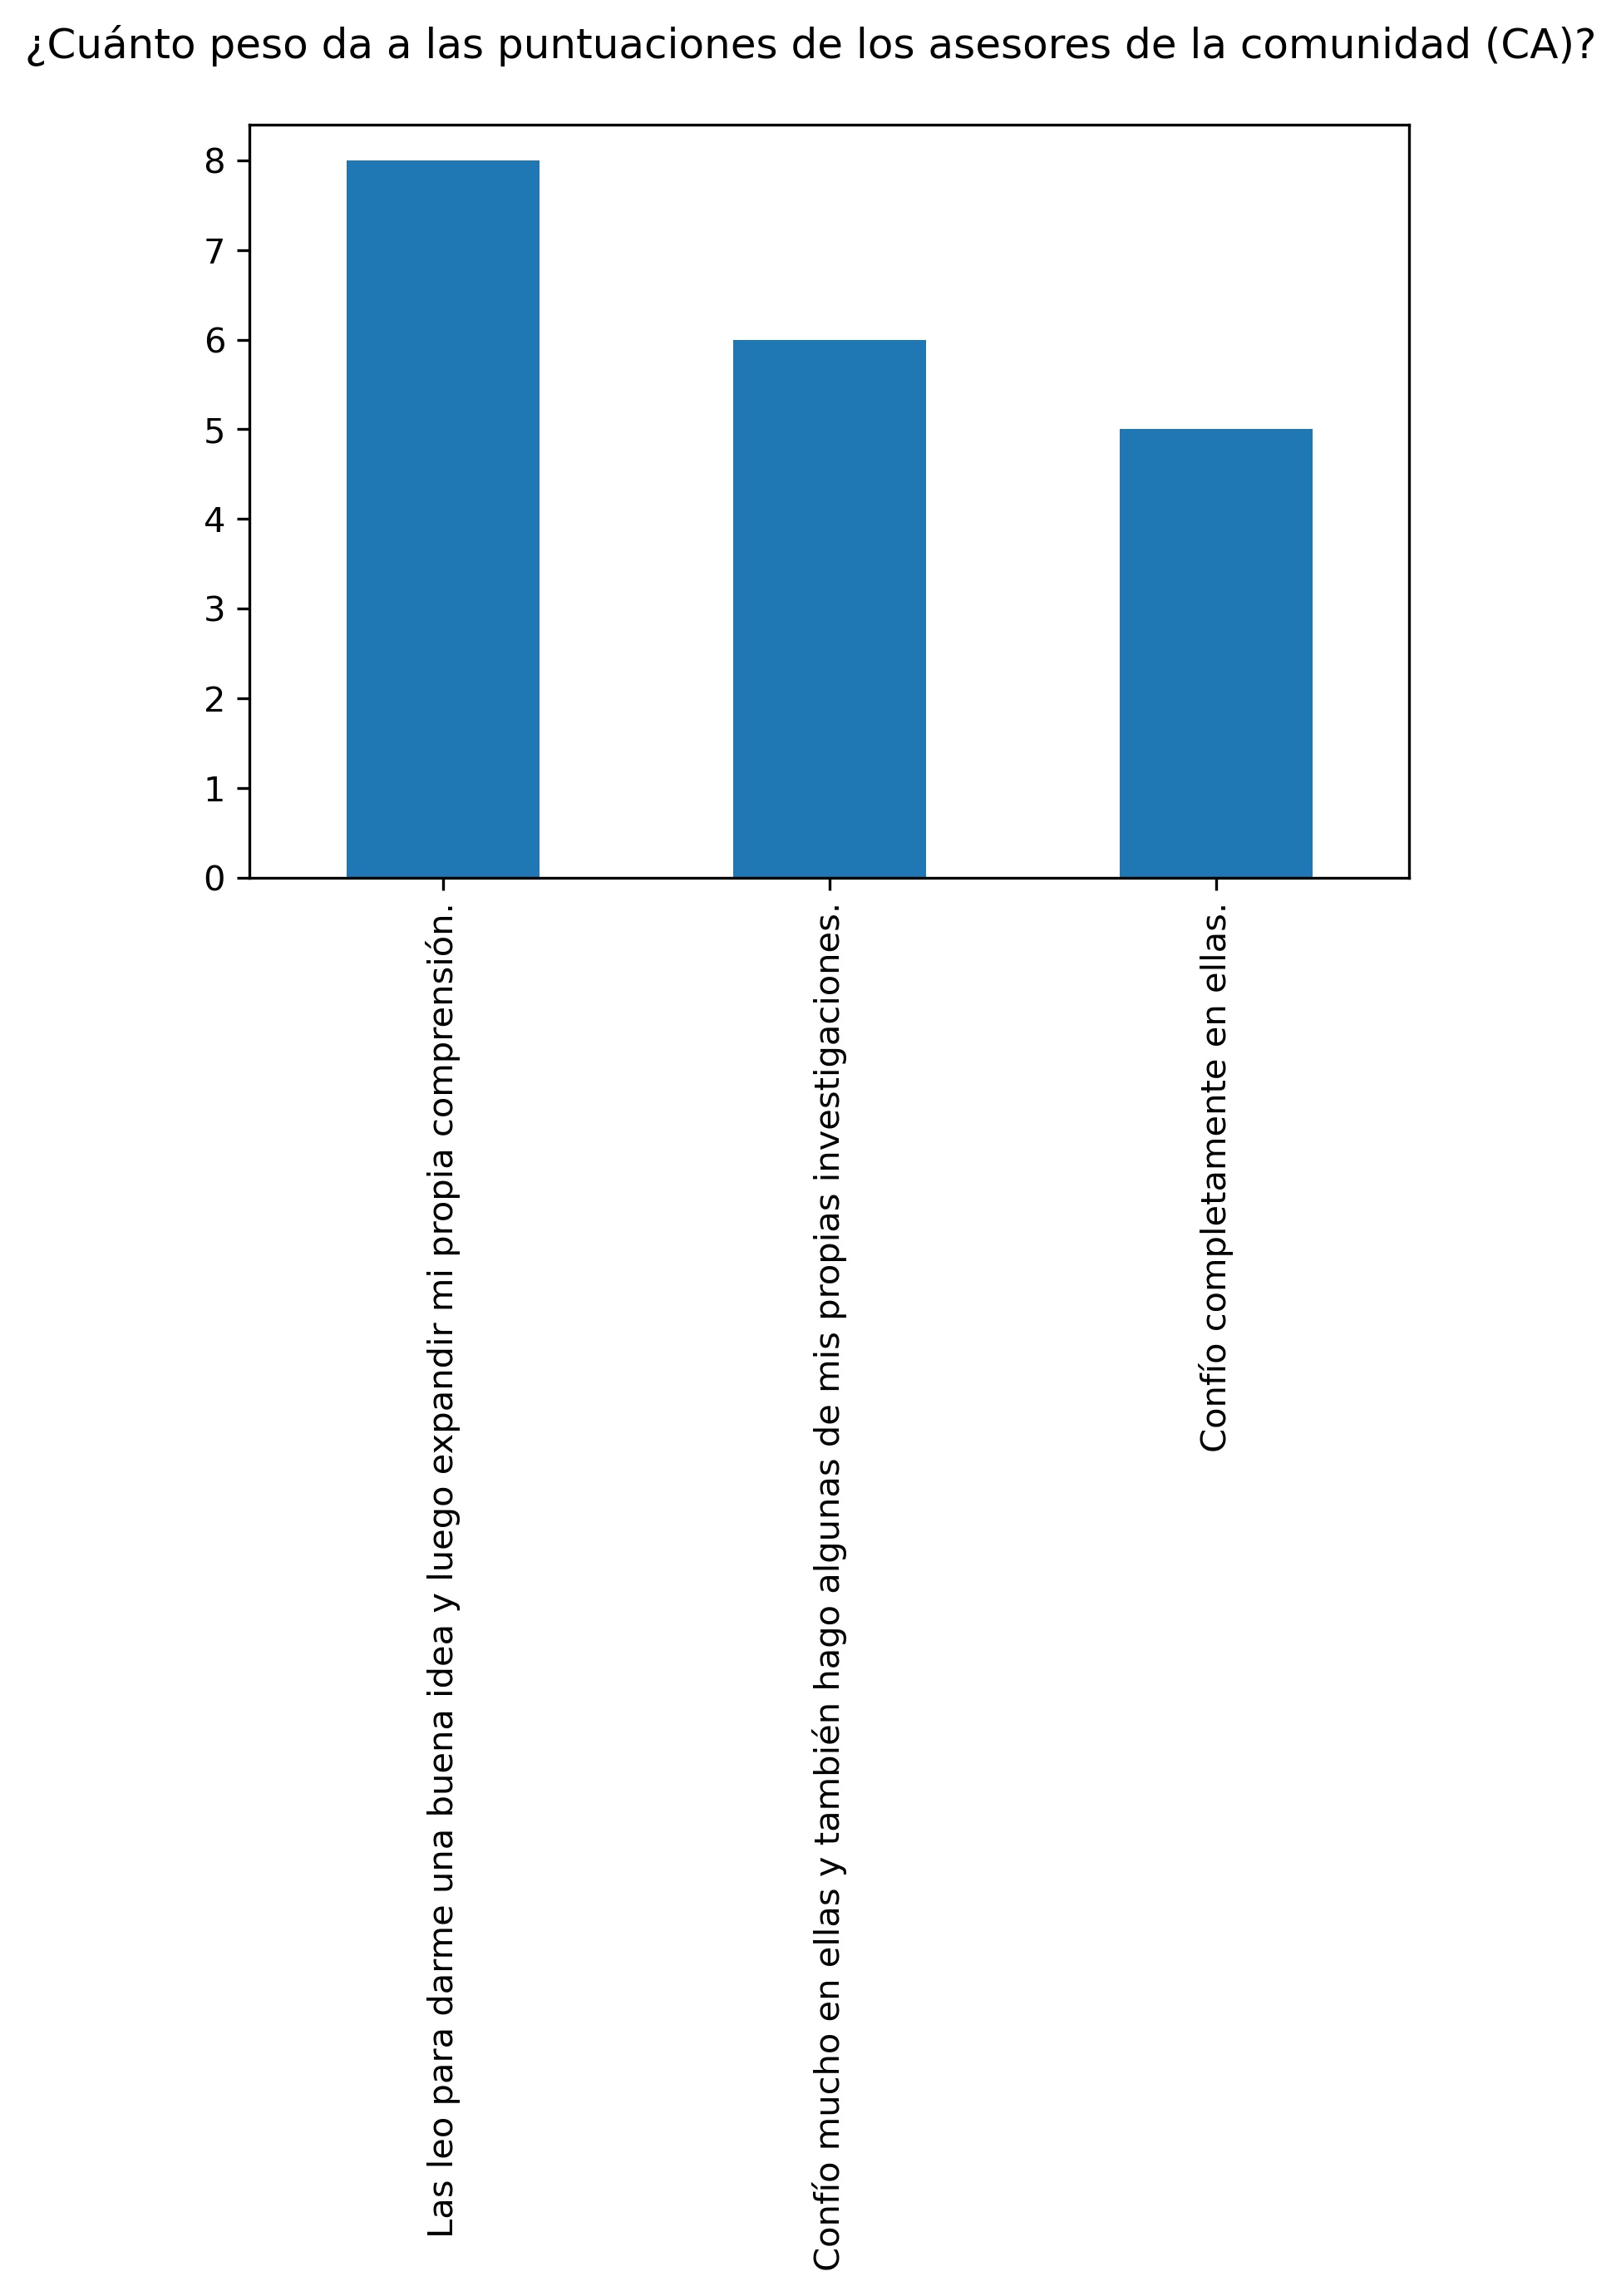 ¿Cuánto peso da a las puntuaciones de los asesores de la comunidad (CA)?
8
7
6
5
4
3
2
1
0
Las leo para darme una buena idea y luego expandir mi propia comprensión.
Confío mucho en ellas y también hago algunas de mis propias investigaciones.
Confío completamente en ellas.